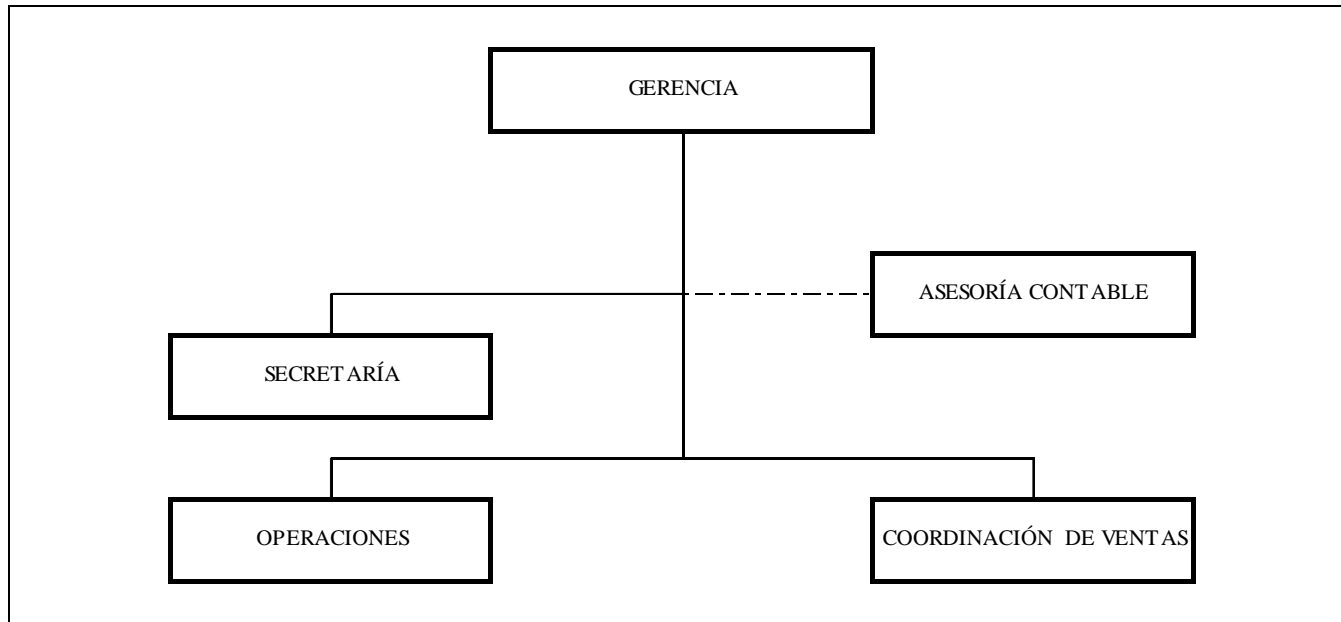 GERENCIA
ASESORÍA CONTABLE
SECRETARÍA
OPERACIONES
COORDINACIÓN DE VENTAS